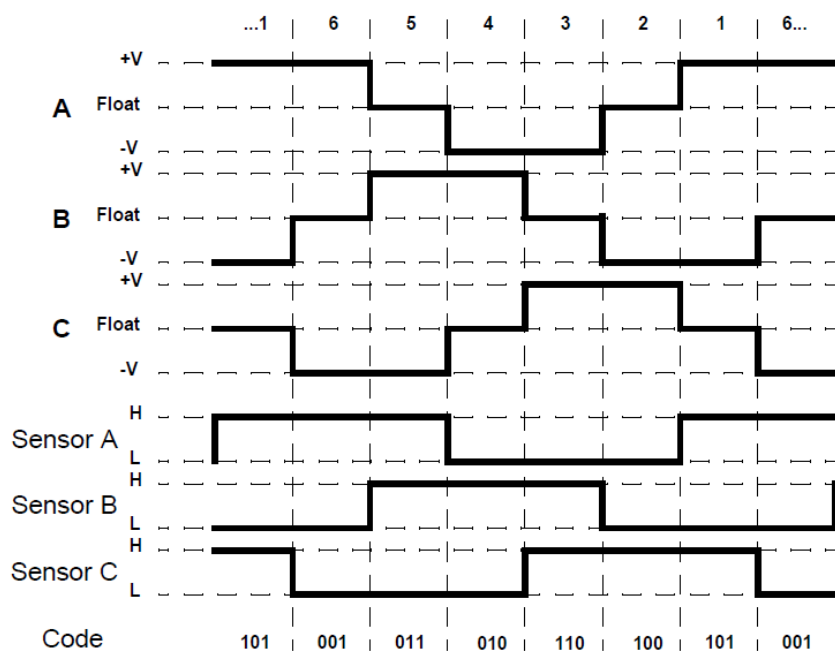 ...1 6 5 4 3 2 1 6...
+V
A Float
-V
+V
B Float
-V
+V
C Float
-V
H
Sensor A
L
H
Sensor B
L
H
Sensor C
L
Code 101 001 011 010 110 100 101 001